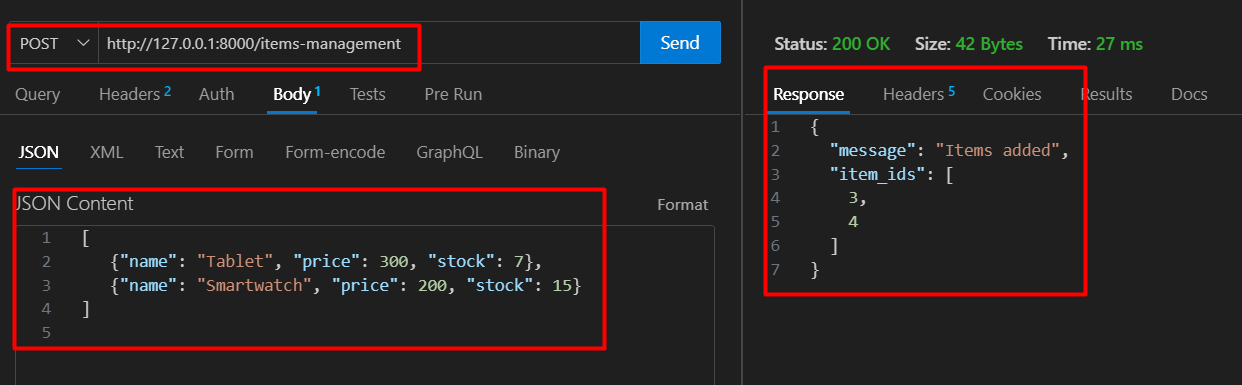 POST http://127.0.0.1:8000/items-management Send
Query Headers 2 Auth Body 1 Tests Pre Run
JSON XML Text Form Form-encode GraphQL Binary
JSON Content Format
1 [
2 {"name": "Tablet", "price": 300, "stock": 7},
3 {"name": "Smartwatch", "price": 200, "stock": 15}
4 ]
5
Status: 200 OK Size: 42 Bytes Time: 27 ms
Response Headers 5 Cookies Results Docs
1 {
2 "message": "Items added",
3 "item_ids": [
4 3,
5 4
6 ]
7 }